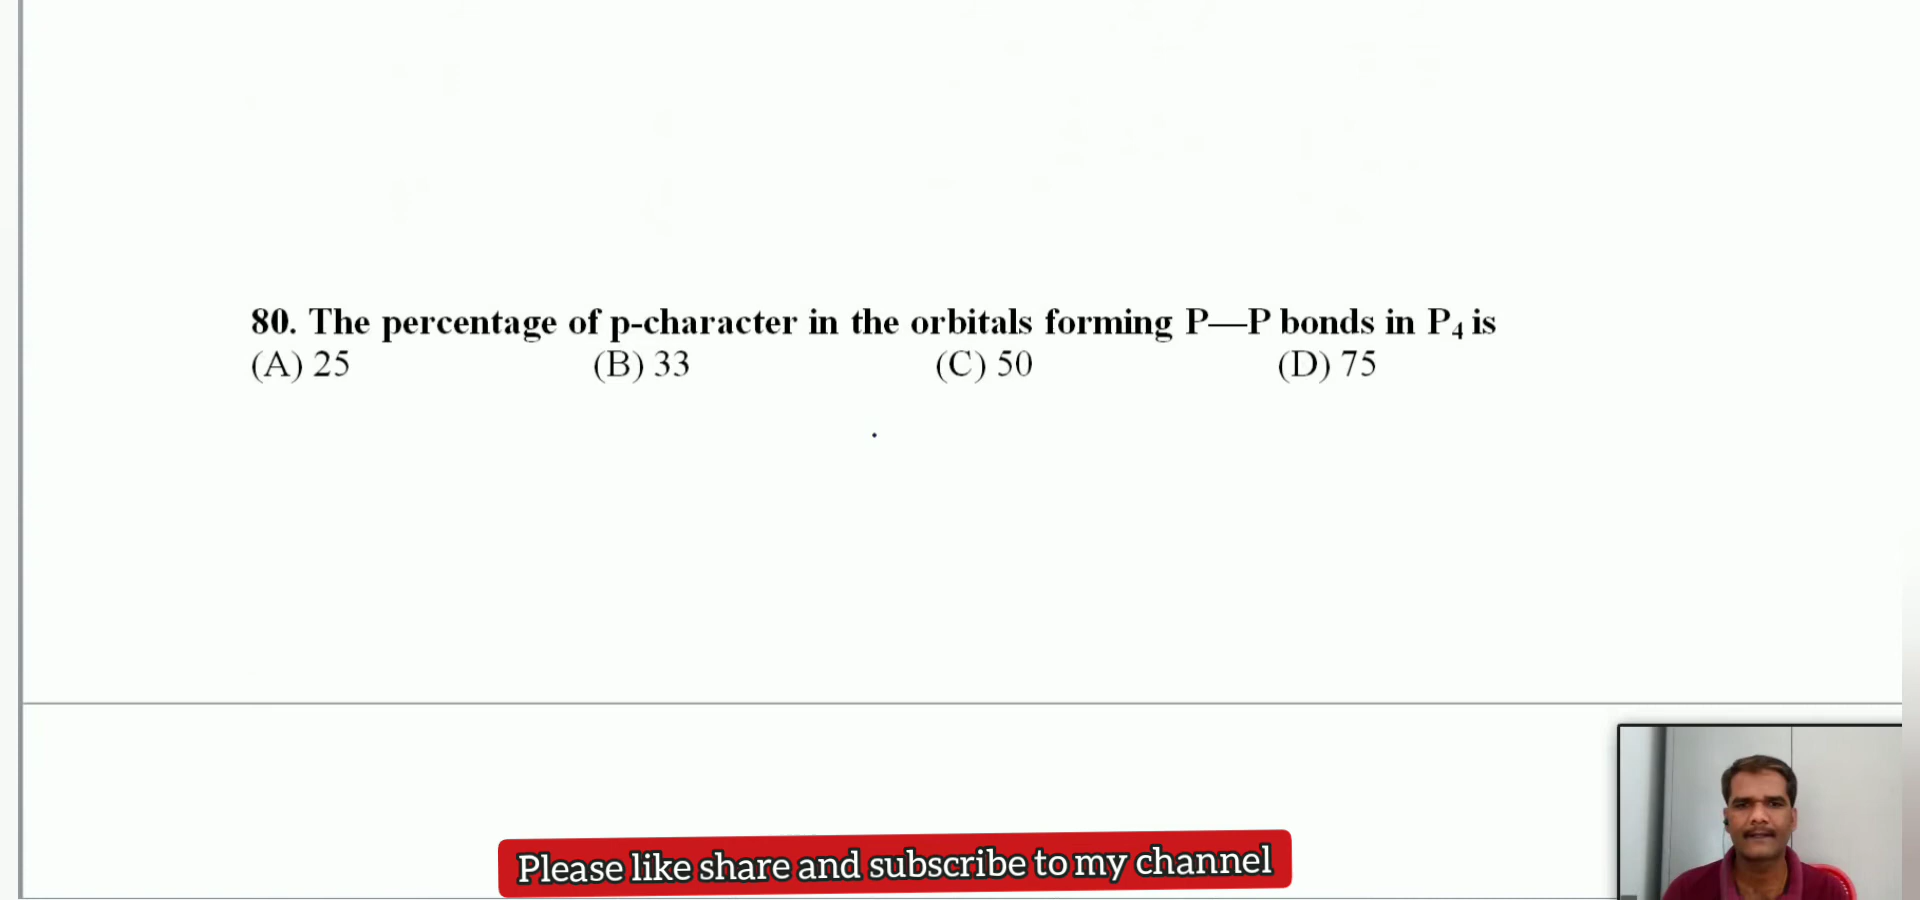 80. The percentage of p-character in the orbitals forming P—P bonds in P₄ is
(A) 25 (B) 33 (C) 50 (D) 75
Please like share and subscribe to my channel